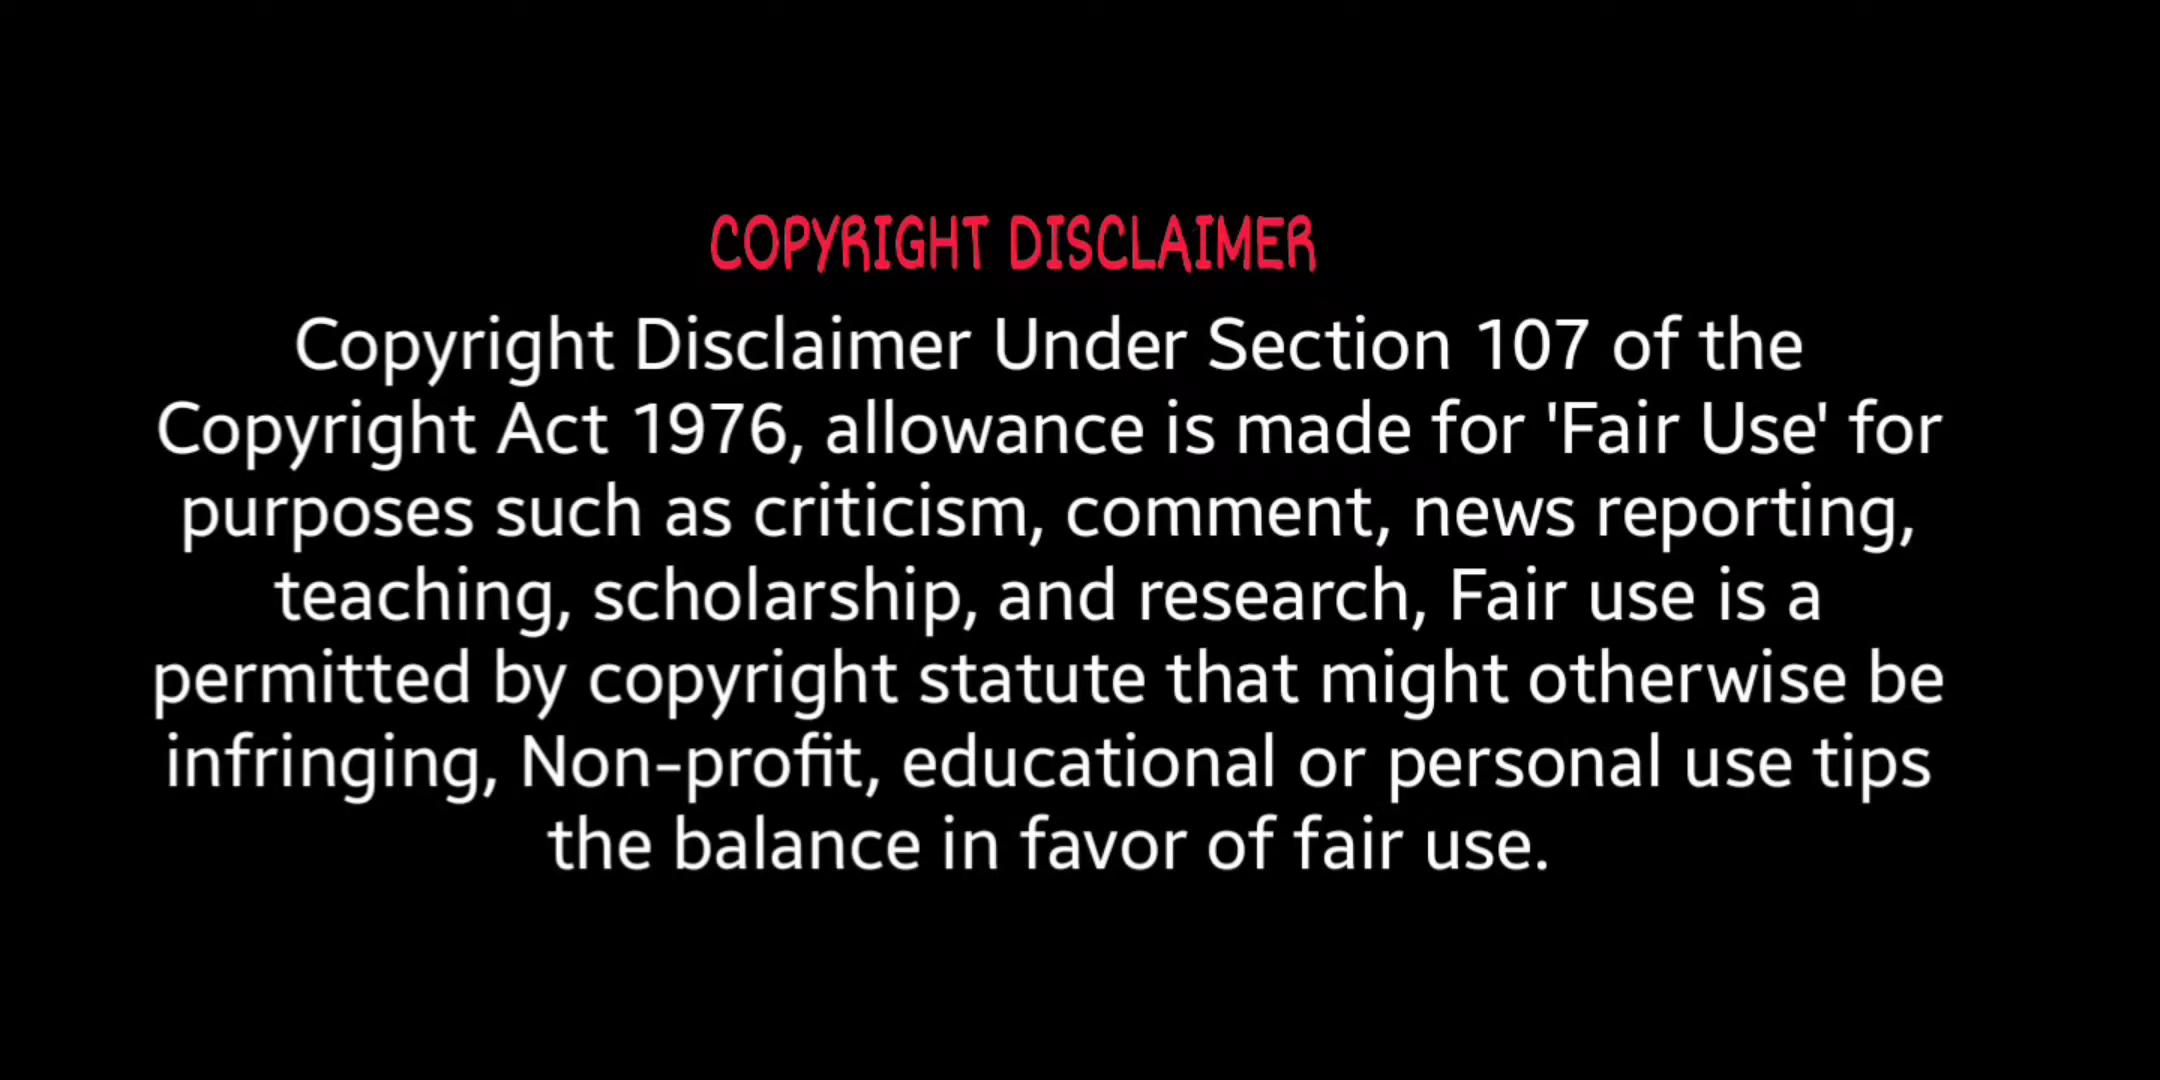 COPYRIGHT DISCLAIMER
Copyright Disclaimer Under Section 107 of the
Copyright Act 1976, allowance is made for 'Fair Use' for
purposes such as criticism, comment, news reporting,
teaching, scholarship, and research, Fair use is a
permitted by copyright statute that might otherwise be
infringing, Non-profit, educational or personal use tips
the balance in favor of fair use.